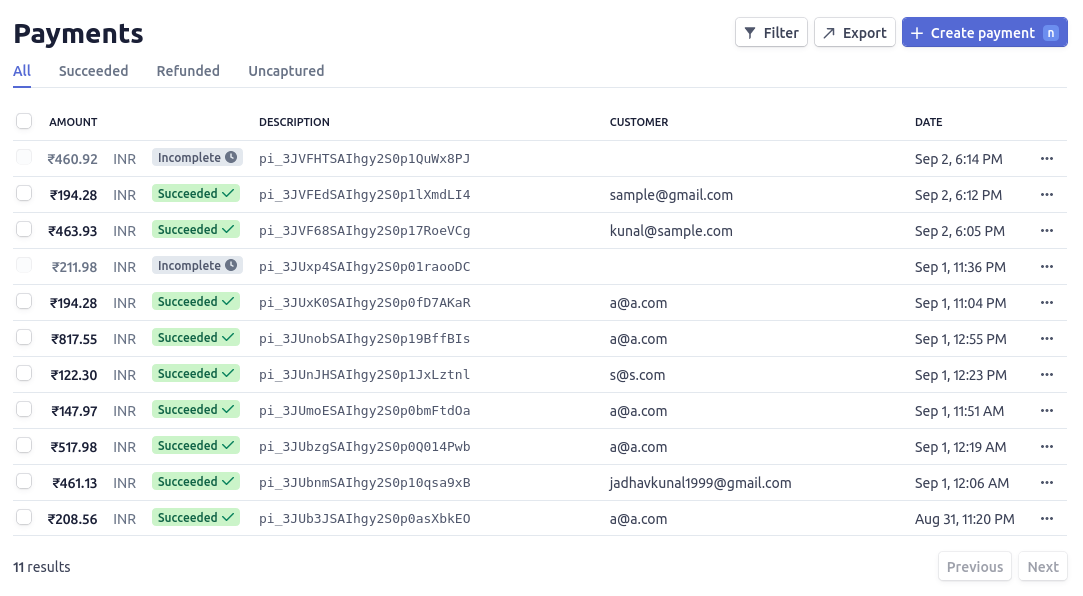 Payments
Filter Export Create payment n
All Succeeded Refunded Uncaptured
AMOUNT DESCRIPTION CUSTOMER DATE
₹460.92 INR Incomplete pi_3JVFHTSAIhgy2S0p1QuWx8PJ Sep 2, 6:14 PM
₹194.28 INR Succeeded pi_3JVFEdSAIhgy2S0p1lXmdLI4 sample@gmail.com Sep 2, 6:12 PM
₹463.93 INR Succeeded pi_3JVF68SAIhgy2S0p17RoeVCg kunal@sample.com Sep 2, 6:05 PM
₹211.98 INR Incomplete pi_3JUxp4SAIhgy2S0p01raooDC Sep 1, 11:36 PM
₹194.28 INR Succeeded pi_3JUxK0SAIhgy2S0p0fD7AKaR a@a.com Sep 1, 11:04 PM
₹817.55 INR Succeeded pi_3JUnobSAIhgy2S0p19BffBIs a@a.com Sep 1, 12:55 PM
₹122.30 INR Succeeded pi_3JUnJHSAIhgy2S0p1JxLztnl s@s.com Sep 1, 12:23 PM
₹147.97 INR Succeeded pi_3JUmoESAIhgy2S0p0bmFtdOa a@a.com Sep 1, 11:51 AM
₹517.98 INR Succeeded pi_3JUbzgSAIhgy2S0p0Q014Pwb a@a.com Sep 1, 12:19 AM
₹461.13 INR Succeeded pi_3JUbnmSAIhgy2S0p10qsa9xB jadhavkunal1999@gmail.com Sep 1, 12:06 AM
₹208.56 INR Succeeded pi_3JUb3JSAIhgy2S0p0asXbkEO a@a.com Aug 31, 11:20 PM
11 results Previous Next